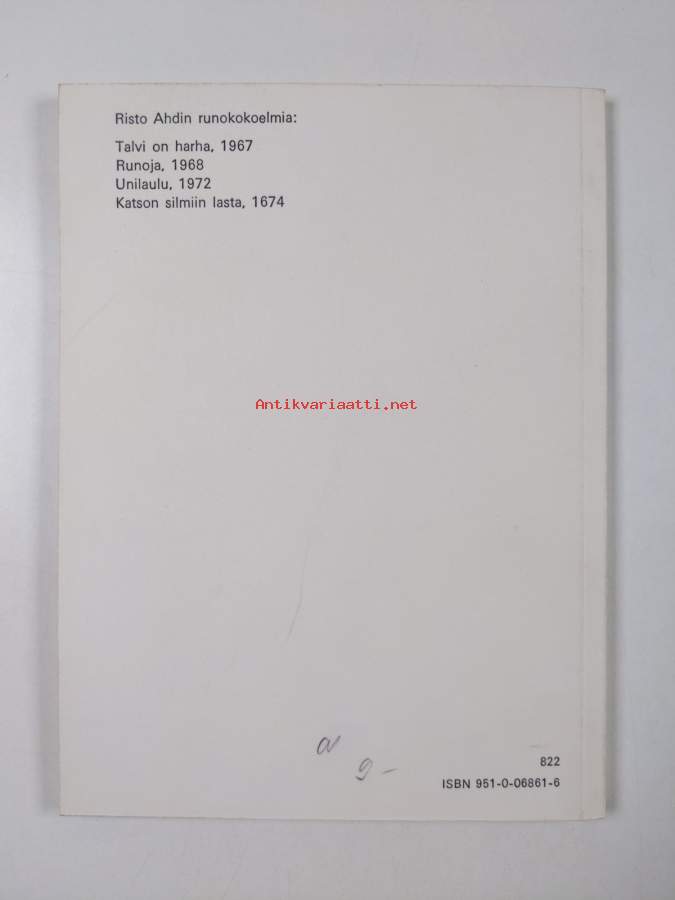 Risto Ahdin runokokoelmia:
Talvi on harha, 1967
Runoja, 1968
Unilaulu, 1972
Katson silmiin lasta, 1674
Antikvariaatti.net
9-
822
ISBN 951-0-06861-6